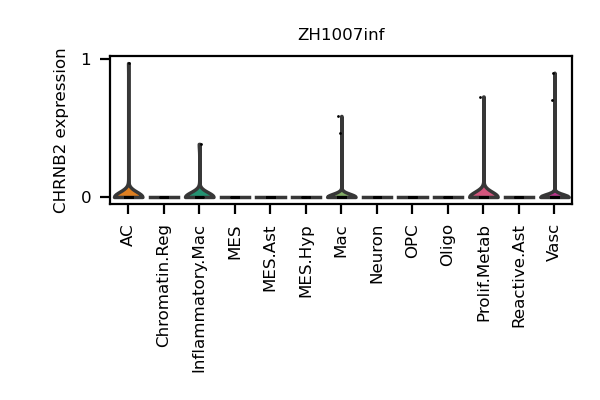 ZH1007inf
CHRNB2 expression
1
0
AC
Chromatin.Reg
Inflammatory.Mac
MES
MES.Ast
MES.Hyp
Mac
Neuron
OPC
Oligo
Prolif.Metab
Reactive.Ast
Vasc